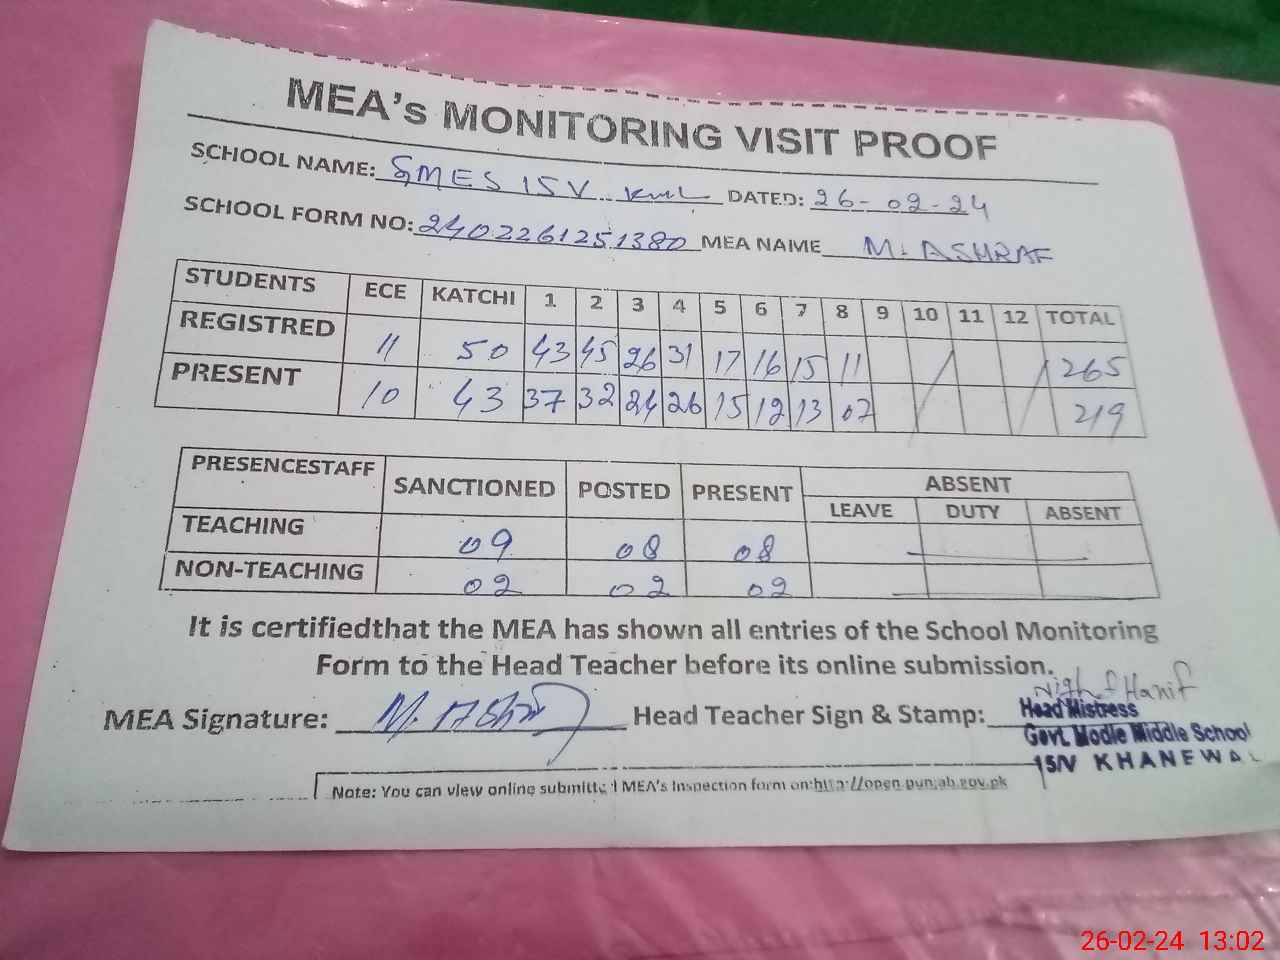 MEA's MONITORING VISIT PROOF
SCHOOL NAME: GMES 15V kwl DATED: 26-02-24
SCHOOL FORM NO: 2402261251380 MEA NAME M. ASHRAF
STUDENTS ECE KATCHI 1 2 3 4 5 6 7 8 9 10 11 12 TOTAL
REGISTRED 11 50 43 45 26 31 17 16 15 11 265
PRESENT 10 43 37 32 24 26 15 12 13 07 219
PRESENCESTAFF SANCTIONED POSTED PRESENT ABSENT
LEAVE DUTY ABSENT
TEACHING 09 08 08
NON-TEACHING 02 02 02
It is certifiedthat the MEA has shown all entries of the School Monitoring
Form to the Head Teacher before its online submission.
MEA Signature: M. Ashraf Head Teacher Sign & Stamp: Hanif
Head Mistress
Govt. Modle Middle School
15/V KHANEWAL
Note: You can view online submitted MEA's Inspection form on:http://open.punjab.gov.pk
26-02-24 13:02